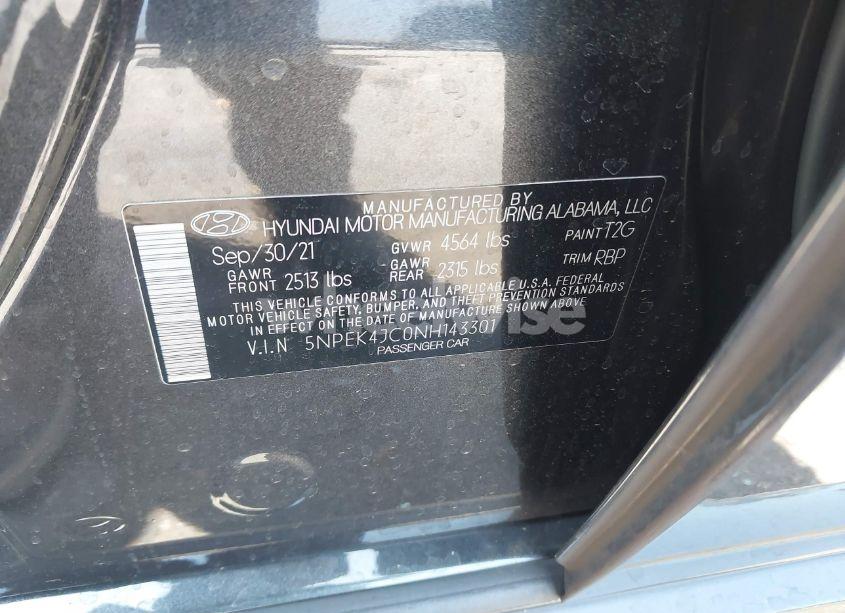 MANUFACTURED BY
HYUNDAI MOTOR MANUFACTURING ALABAMA, LLC
Sep/30/21 GVWR 4564 lbs PAINT T2G
GAWR FRONT 2513 lbs GAWR REAR 2315 lbs TRIM RBP
THIS VEHICLE CONFORMS TO ALL APPLICABLE U.S.A. FEDERAL
MOTOR VEHICLE SAFETY, BUMPER, AND THEFT PREVENTION STANDARDS
IN EFFECT ON THE DATE OF MANUFACTURE SHOWN ABOVE
V.I.N 5NPEK4JC0NH143301
PASSENGER CAR